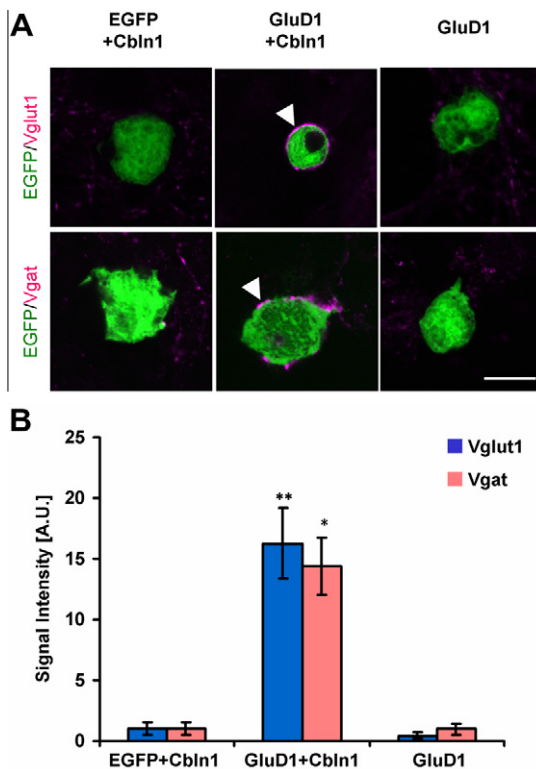 A
EGFP
+Cbln1
GluD1
+Cbln1
GluD1
EGFP/Vglut1
EGFP/Vgat
B
25
20
15
10
5
0
Signal Intensity [A.U.]
Vglut1
Vgat
**
*
EGFP+Cbln1
GluD1+Cbln1
GluD1